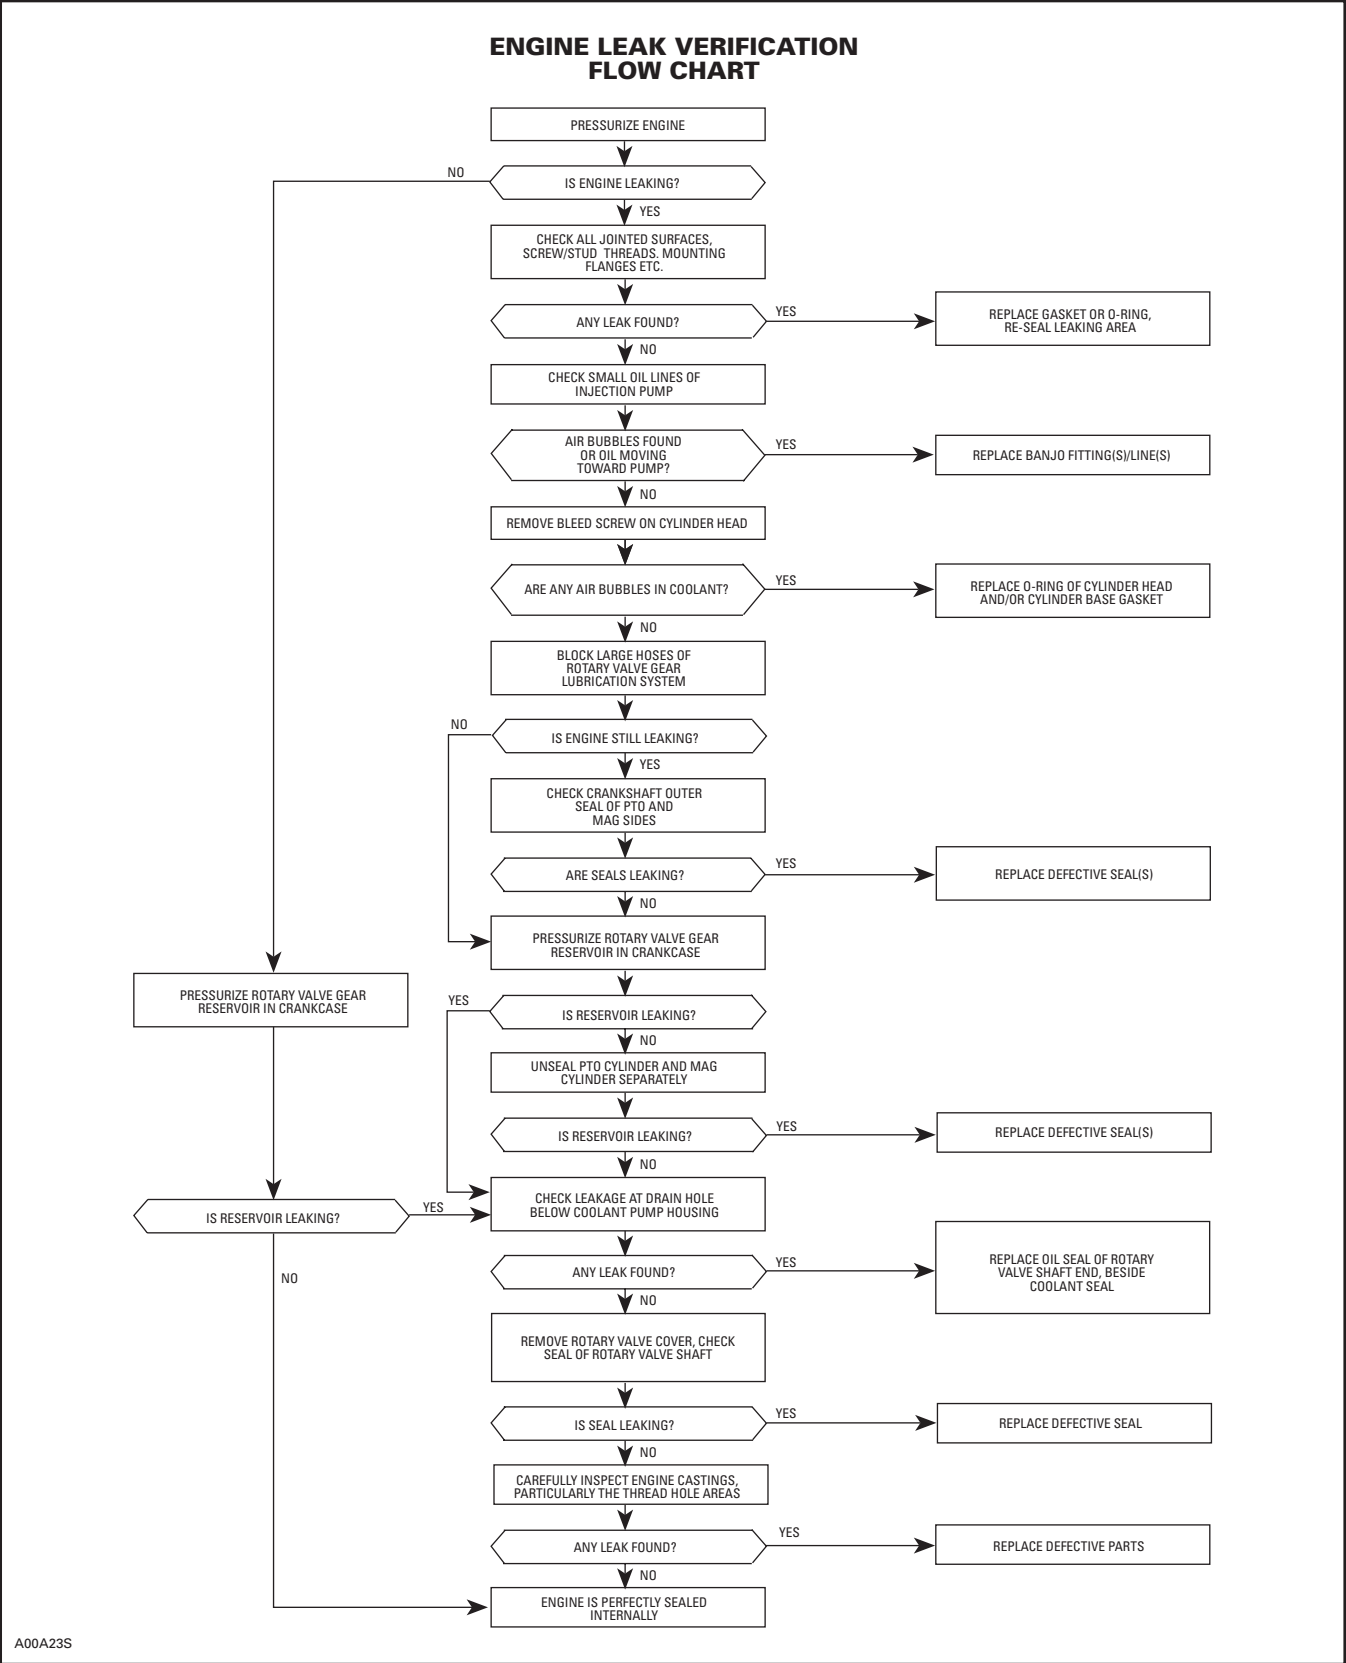 ENGINE LEAK VERIFICATION
FLOW CHART
PRESSURIZE ENGINE
NO
IS ENGINE LEAKING?
YES
CHECK ALL JOINTED SURFACES,
SCREW/STUD THREADS. MOUNTING
FLANGES ETC.
ANY LEAK FOUND?
YES
REPLACE GASKET OR O-RING,
RE-SEAL LEAKING AREA
NO
CHECK SMALL OIL LINES OF
INJECTION PUMP
AIR BUBBLES FOUND
OR OIL MOVING
TOWARD PUMP?
YES
REPLACE BANJO FITTING(S)/LINE(S)
NO
REMOVE BLEED SCREW ON CYLINDER HEAD
ARE ANY AIR BUBBLES IN COOLANT?
YES
REPLACE O-RING OF CYLINDER HEAD
AND/OR CYLINDER BASE GASKET
NO
BLOCK LARGE HOSES OF
ROTARY VALVE GEAR
LUBRICATION SYSTEM
NO
IS ENGINE STILL LEAKING?
YES
CHECK CRANKSHAFT OUTER
SEAL OF PTO AND
MAG SIDES
ARE SEALS LEAKING?
YES
REPLACE DEFECTIVE SEAL(S)
NO
PRESSURIZE ROTARY VALVE GEAR
RESERVOIR IN CRANKCASE
PRESSURIZE ROTARY VALVE GEAR
RESERVOIR IN CRANKCASE
YES
IS RESERVOIR LEAKING?
NO
UNSEAL PTO CYLINDER AND MAG
CYLINDER SEPARATELY
IS RESERVOIR LEAKING?
YES
REPLACE DEFECTIVE SEAL(S)
NO
IS RESERVOIR LEAKING?
YES
CHECK LEAKAGE AT DRAIN HOLE
BELOW COOLANT PUMP HOUSING
NO
ANY LEAK FOUND?
YES
REPLACE OIL SEAL OF ROTARY
VALVE SHAFT END, BESIDE
COOLANT SEAL
NO
REMOVE ROTARY VALVE COVER, CHECK
SEAL OF ROTARY VALVE SHAFT
IS SEAL LEAKING?
YES
REPLACE DEFECTIVE SEAL
NO
CAREFULLY INSPECT ENGINE CASTINGS,
PARTICULARLY THE THREAD HOLE AREAS
ANY LEAK FOUND?
YES
REPLACE DEFECTIVE PARTS
NO
ENGINE IS PERFECTLY SEALED
INTERNALLY
A00A23S